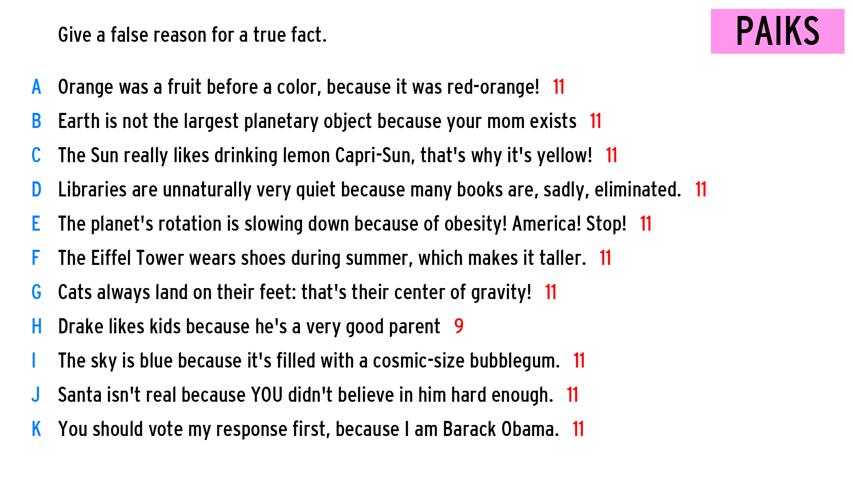 Give a false reason for a true fact.
PAIKS
A Orange was a fruit before a color, because it was red-orange! 11
B Earth is not the largest planetary object because your mom exists 11
C The Sun really likes drinking lemon Capri-Sun, that's why it's yellow! 11
D Libraries are unnaturally very quiet because many books are, sadly, eliminated. 11
E The planet's rotation is slowing down because of obesity! America! Stop! 11
F The Eiffel Tower wears shoes during summer, which makes it taller. 11
G Cats always land on their feet: that's their center of gravity! 11
H Drake likes kids because he's a very good parent 9
I The sky is blue because it's filled with a cosmic-size bubblegum. 11
J Santa isn't real because YOU didn't believe in him hard enough. 11
K You should vote my response first, because I am Barack Obama. 11